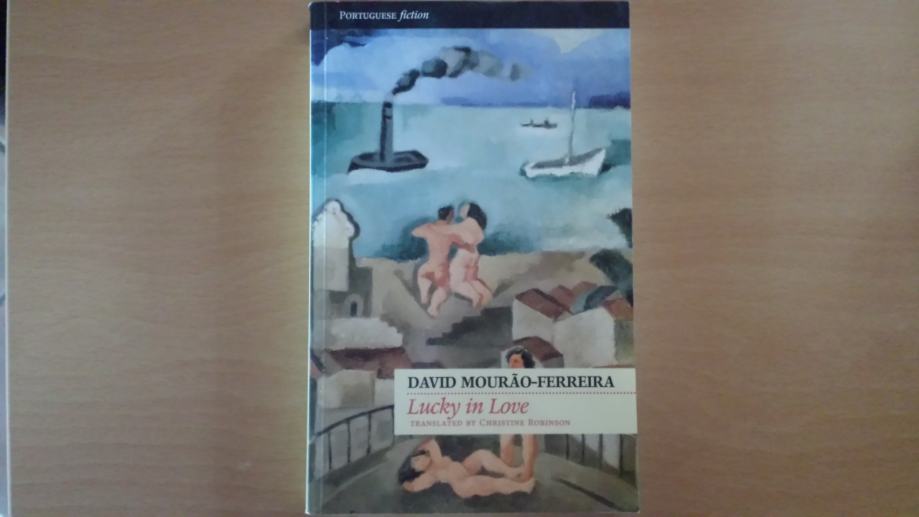 PORTUGUESE fiction
DAVID MOURÃO-FERREIRA
Lucky in Love
TRANSLATED BY CHRISTINE ROBINSON